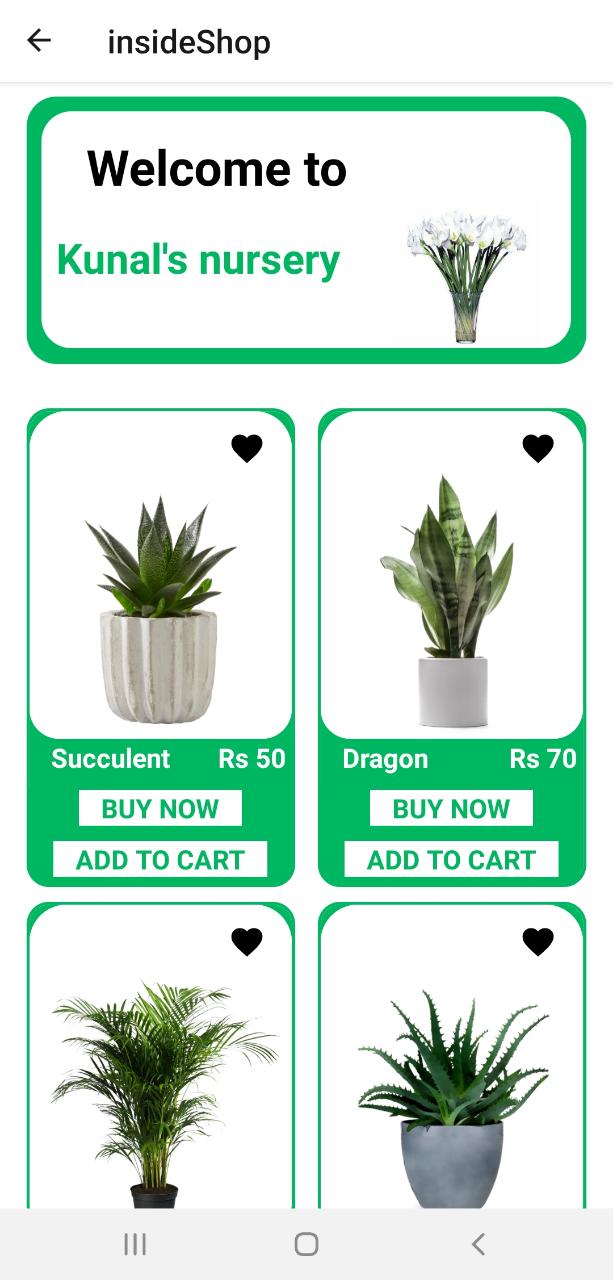 insideShop
Welcome to
Kunal's nursery
Succulent Rs 50
Dragon Rs 70
BUY NOW
BUY NOW
ADD TO CART
ADD TO CART